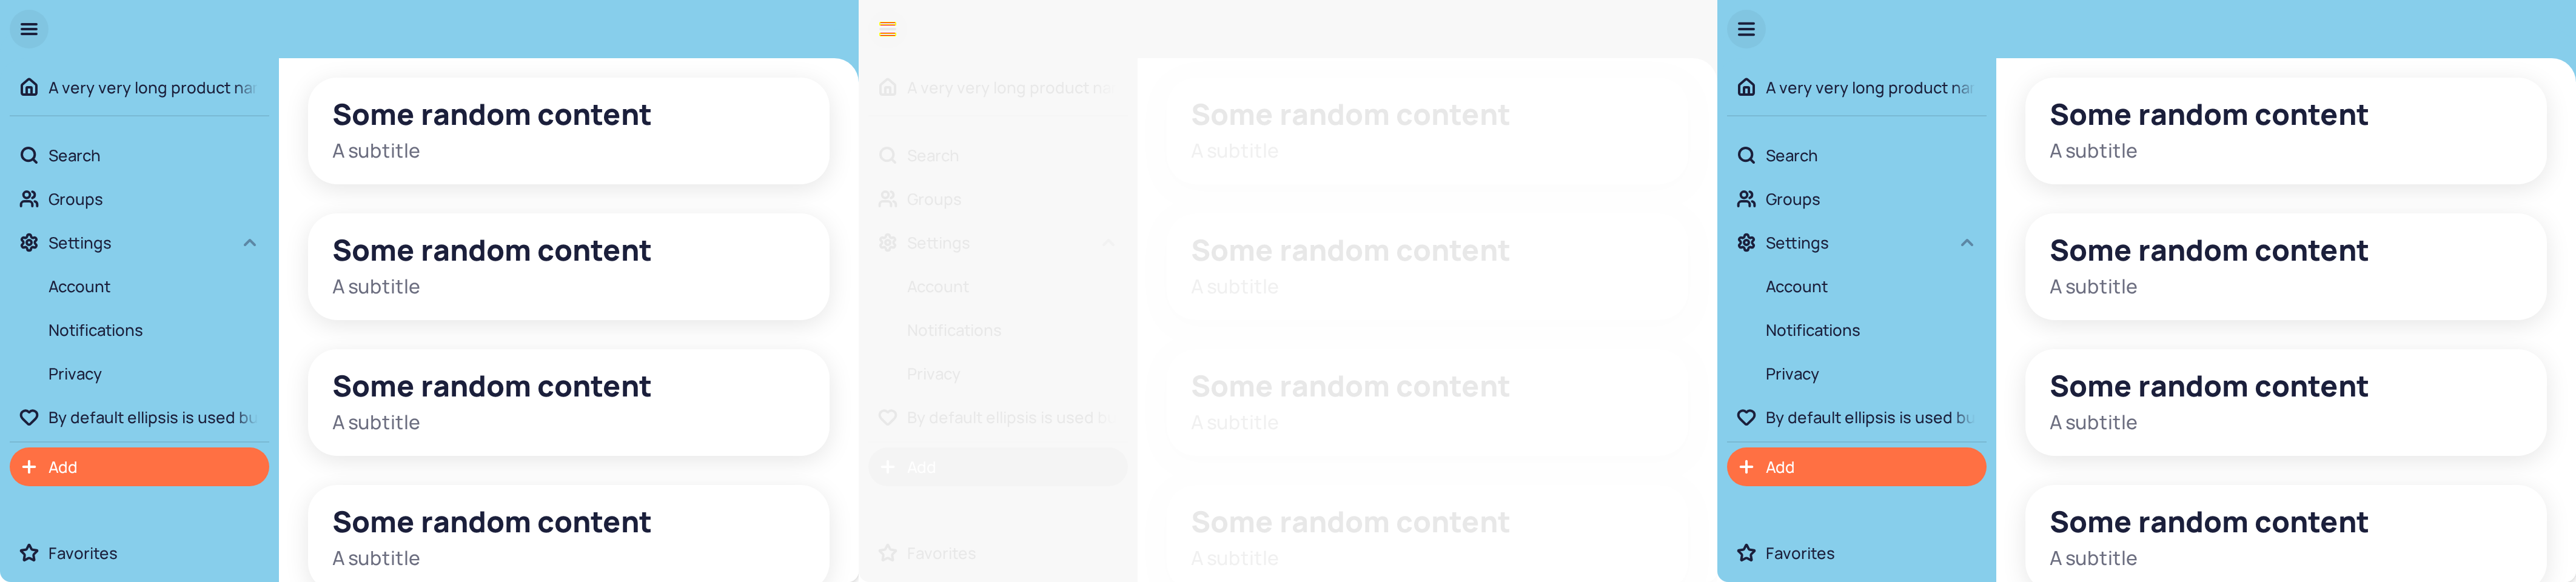 A very very long product nar
Search
Groups
Settings
Account
Notifications
Privacy
By default ellipsis is used bu
Add
Favorites
Some random content
A subtitle
Some random content
A subtitle
Some random content
A subtitle
Some random content
A subtitle
A very very long product na
Search
Groups
Settings
Account
Notifications
Privacy
By default ellipsis is used b
Add
Favorites
Some random content
A subtitle
Some random content
A subtitle
Some random content
A subtitle
Some random content
A subtitle
A very very long product nar
Search
Groups
Settings
Account
Notifications
Privacy
By default ellipsis is used bu
Add
Favorites
Some random content
A subtitle
Some random content
A subtitle
Some random content
A subtitle
Some random content
A subtitle